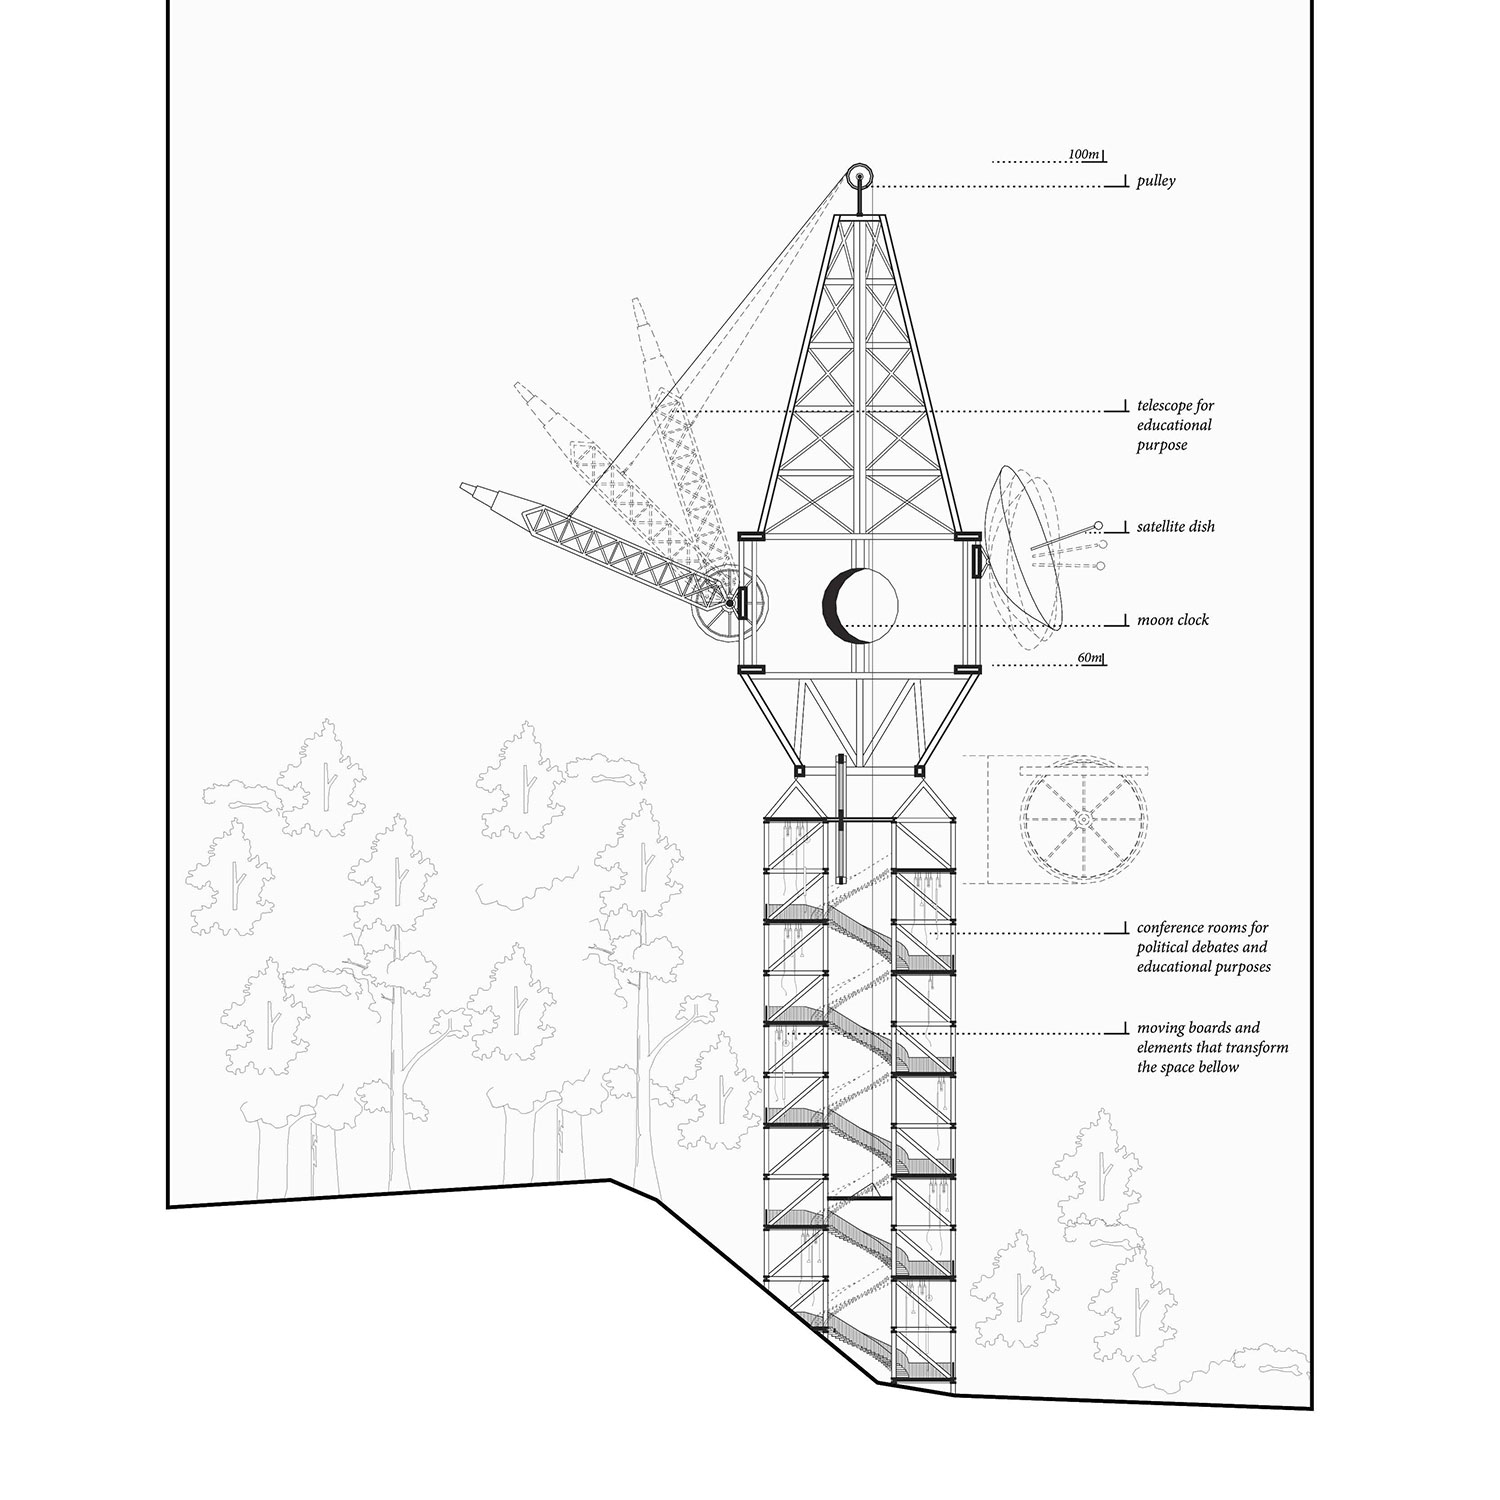 100m
pulley
telescope for
educational
purpose
satellite dish
moon clock
60m
conference rooms for
political debates and
educational purposes
moving boards and
elements that transform
the space bellow